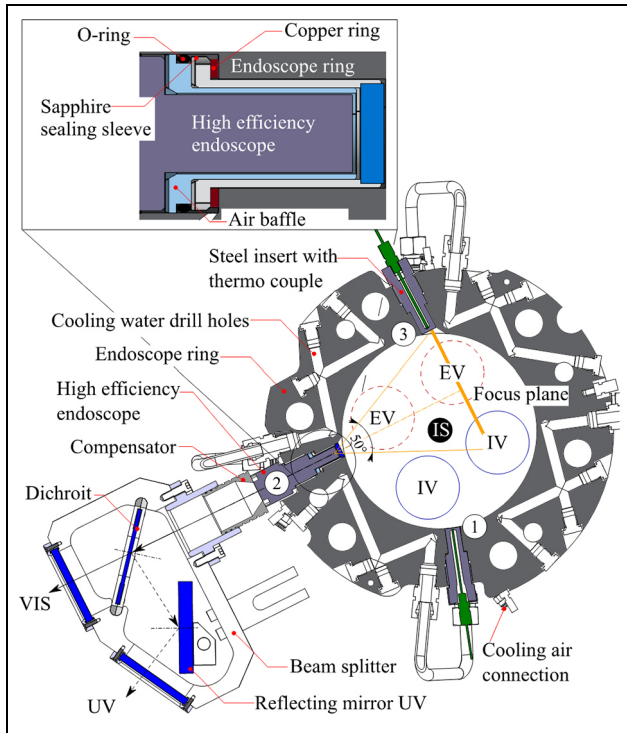 O-ring
Copper ring
Endoscope ring
Sapphire
sealing sleeve
High efficiency
endoscope
Air baffle
Steel insert with
thermo couple
Cooling water drill holes
3
Endoscope ring
EV
Focus plane
High efficiency
endoscope
EV
IS
Compensator
50°
IV
2
IV
Dichroit
1
VIS
Cooling air
connection
Beam splitter
Reflecting mirror UV
UV